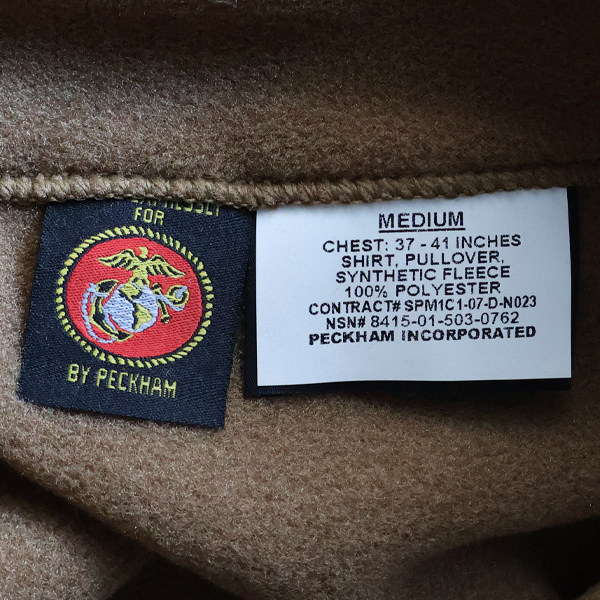 FOR
BY PECKHAM
MEDIUM
CHEST: 37 - 41 INCHES
SHIRT, PULLOVER,
SYNTHETIC FLEECE
100% POLYESTER
CONTRACT# SPM1C1-07-D-N023
NSN# 8415-01-503-0762
PECKHAM INCORPORATED